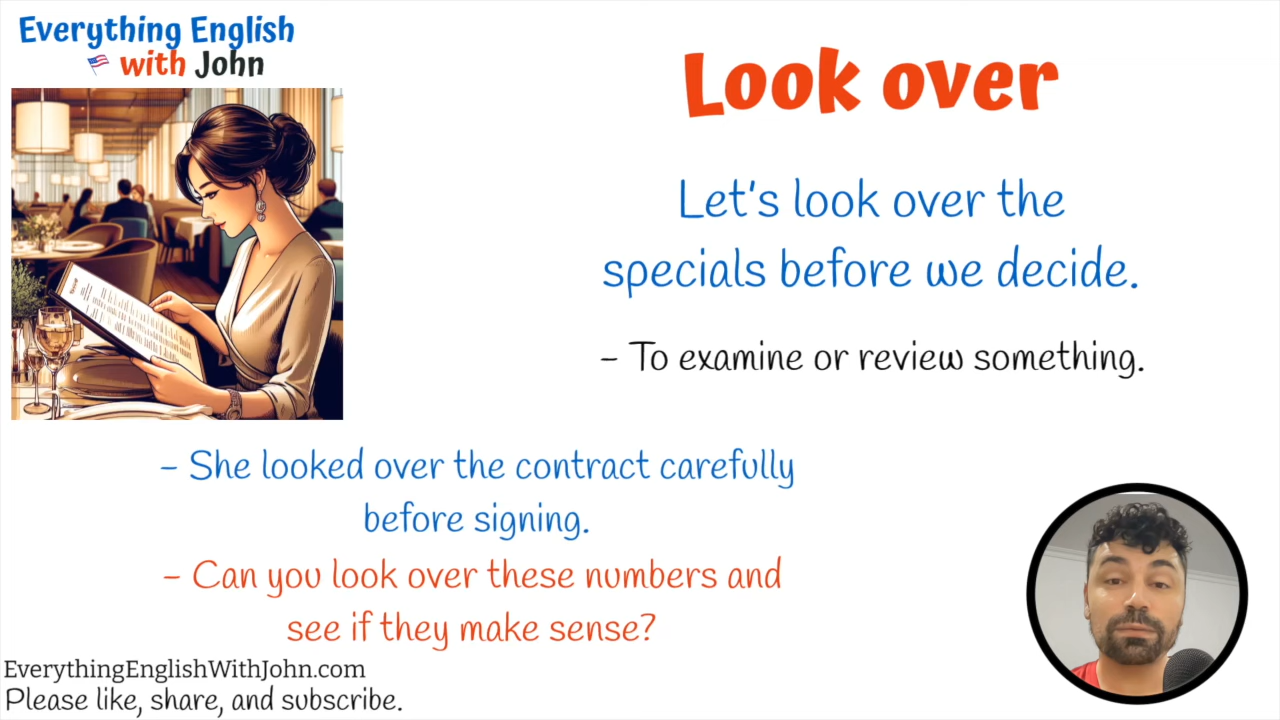 Everything English
with John
Look over
Let's look over the
specials before we decide.
- To examine or review something.
- She looked over the contract carefully
before signing.
- Can you look over these numbers and
see if they make sense?
EverythingEnglishWithJohn.com
Please like, share, and subscribe.